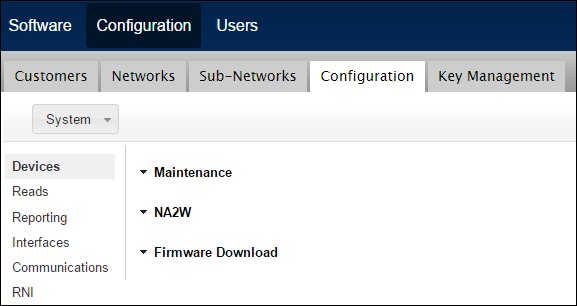 Software Configuration Users
Customers Networks Sub-Networks Configuration Key Management
System
Devices
Reads
Reporting
Interfaces
Communications
RNI
Maintenance
NA2W
Firmware Download